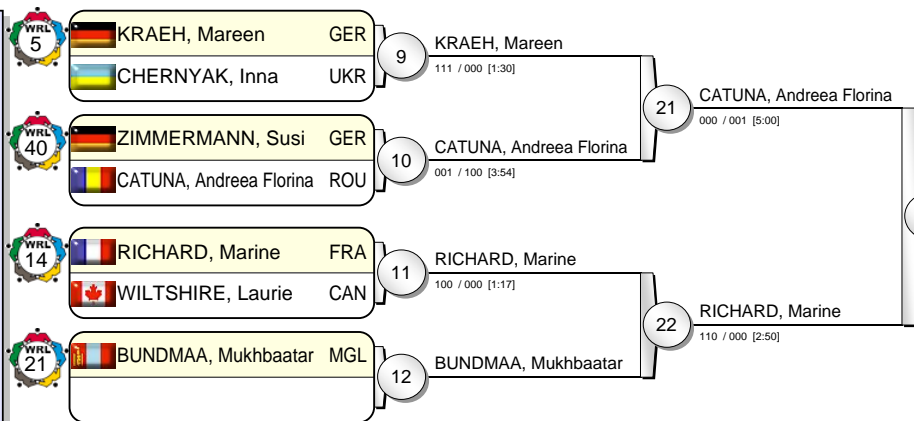 WRL
5
KRAEH, Mareen GER
CHERNYAK, Inna UKR
9
KRAEH, Mareen
111 / 000 [1:30]
WRL
40
ZIMMERMANN, Susi GER
CATUNA, Andreea Florina ROU
10
CATUNA, Andreea Florina
001 / 100 [3:54]
21
CATUNA, Andreea Florina
000 / 001 [5:00]
WRL
14
RICHARD, Marine FRA
WILTSHIRE, Laurie CAN
11
RICHARD, Marine
100 / 000 [1:17]
WRL
21
BUNDMAA, Mukhbaatar MGL
12
BUNDMAA, Mukhbaatar
22
RICHARD, Marine
110 / 000 [2:50]